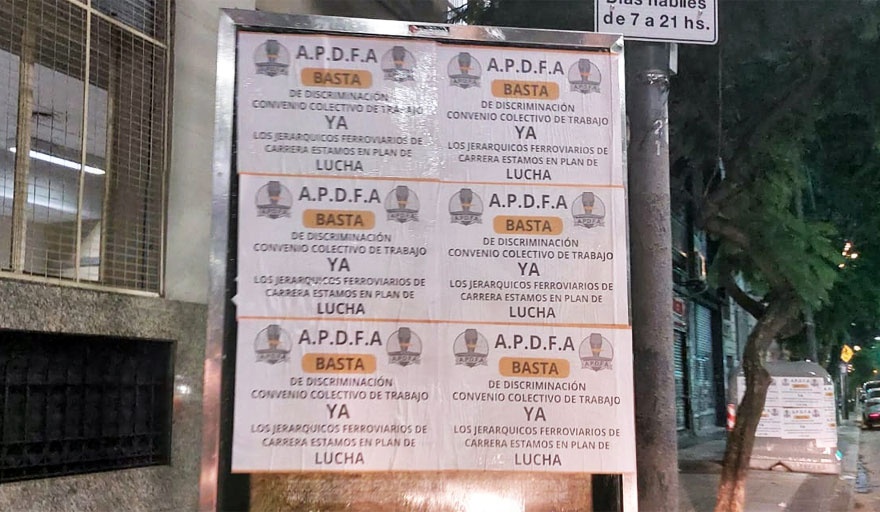 Días hábiles
de 7 a 21 hs.
A.P.D.F.A
BASTA
DE DISCRIMINACIÓN
CONVENIO COLECTIVO DE TRABAJO
YA
LOS JERARQUICOS FERROVIARIOS DE
CARRERA ESTAMOS EN PLAN DE
LUCHA
A.P.D.F.A
BASTA
DE DISCRIMINACIÓN
CONVENIO COLECTIVO DE TRABAJO
YA
LOS JERARQUICOS FERROVIARIOS DE
CARRERA ESTAMOS EN PLAN DE
LUCHA
A.P.D.F.A
BASTA
DE DISCRIMINACIÓN
CONVENIO COLECTIVO DE TRABAJO
YA
LOS JERARQUICOS FERROVIARIOS DE
CARRERA ESTAMOS EN PLAN DE
LUCHA
A.P.D.F.A
BASTA
DE DISCRIMINACIÓN
CONVENIO COLECTIVO DE TRABAJO
YA
LOS JERARQUICOS FERROVIARIOS DE
CARRERA ESTAMOS EN PLAN DE
LUCHA
A.P.D.F.A
BASTA
DE DISCRIMINACIÓN
CONVENIO COLECTIVO DE TRABAJO
YA
LOS JERARQUICOS FERROVIARIOS DE
CARRERA ESTAMOS EN PLAN DE
LUCHA
A.P.D.F.A
BASTA
DE DISCRIMINACIÓN
CONVENIO COLECTIVO DE TRABAJO
YA
LOS JERARQUICOS FERROVIARIOS DE
CARRERA ESTAMOS EN PLAN DE
LUCHA